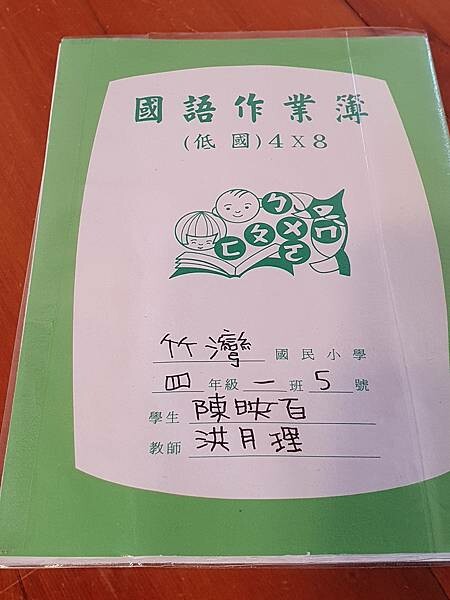 國語作業簿
(低國)4X8
ㄅㄈㄆㄨㄇㄛ
竹灣國民小學
四年級一班5號
學生陳映百
教師洪月理